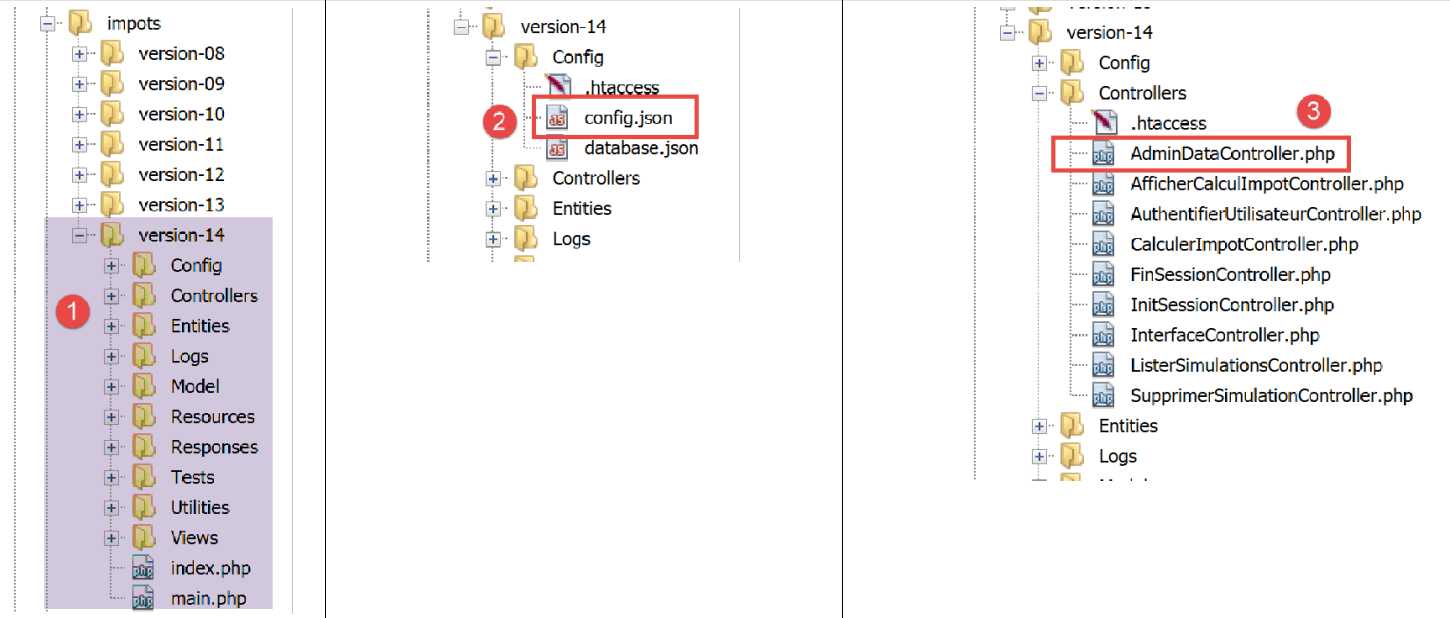 impots
version-08
version-09
version-10
version-11
version-12
version-13
version-14
Config
Controllers
Entities
1
Logs
Model
Resources
Responses
Tests
Utilities
Views
index.php
main.php
version-14
Config
.htaccess
2
config.json
database.json
Controllers
Entities
Logs
version-14
Config
Controllers
3
.htaccess
AdminDataController.php
AfficherCalculImpotController.php
AuthentifierUtilisateurController.php
CalculerImpotController.php
FinSessionController.php
InitSessionController.php
InterfaceController.php
ListerSimulationsController.php
SupprimerSimulationController.php
Entities
Logs